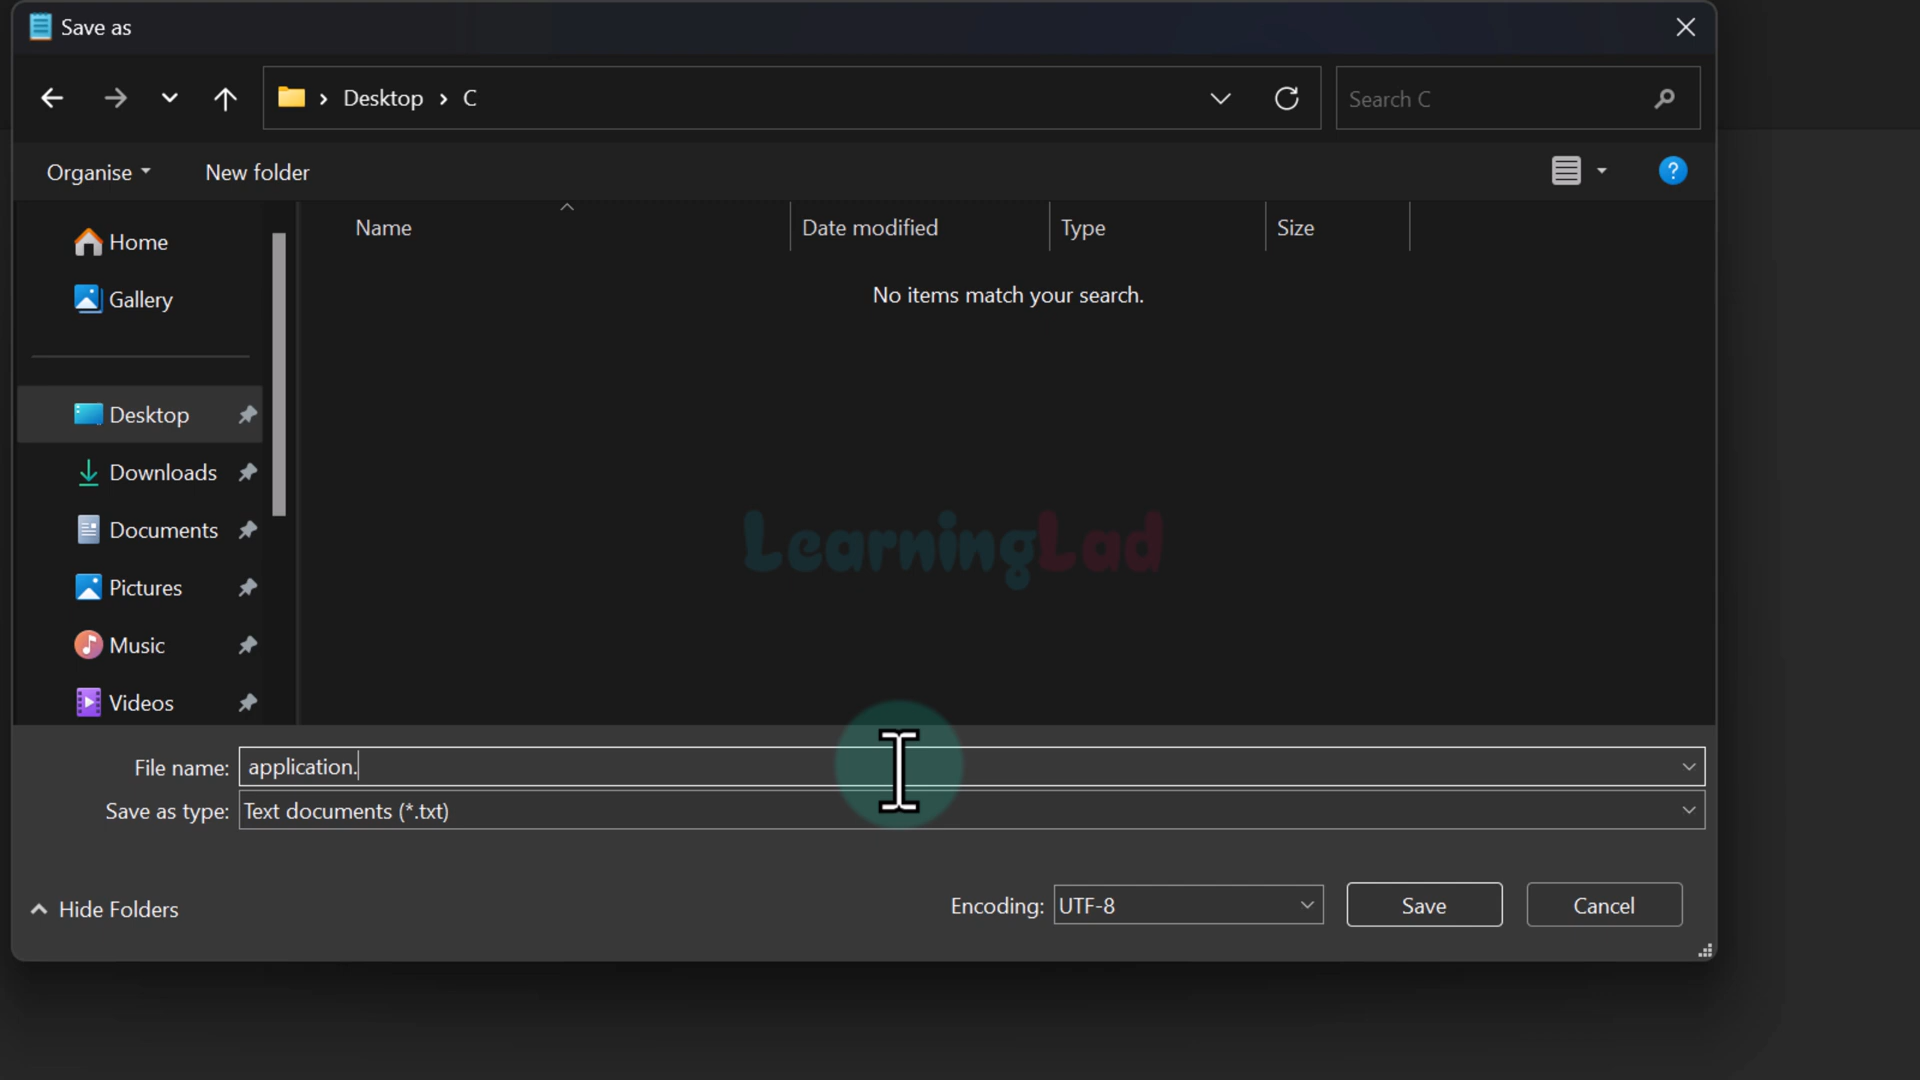 Save as
Desktop C
Search C
Organise New folder
?
Name Date modified Type Size
No items match your search.
Home
Gallery
Desktop
Downloads
Documents
Pictures
Music
Videos
LearningLad
File name: application.
Save as type: Text documents (*.txt)
Hide Folders
Encoding: UTF-8 Save Cancel